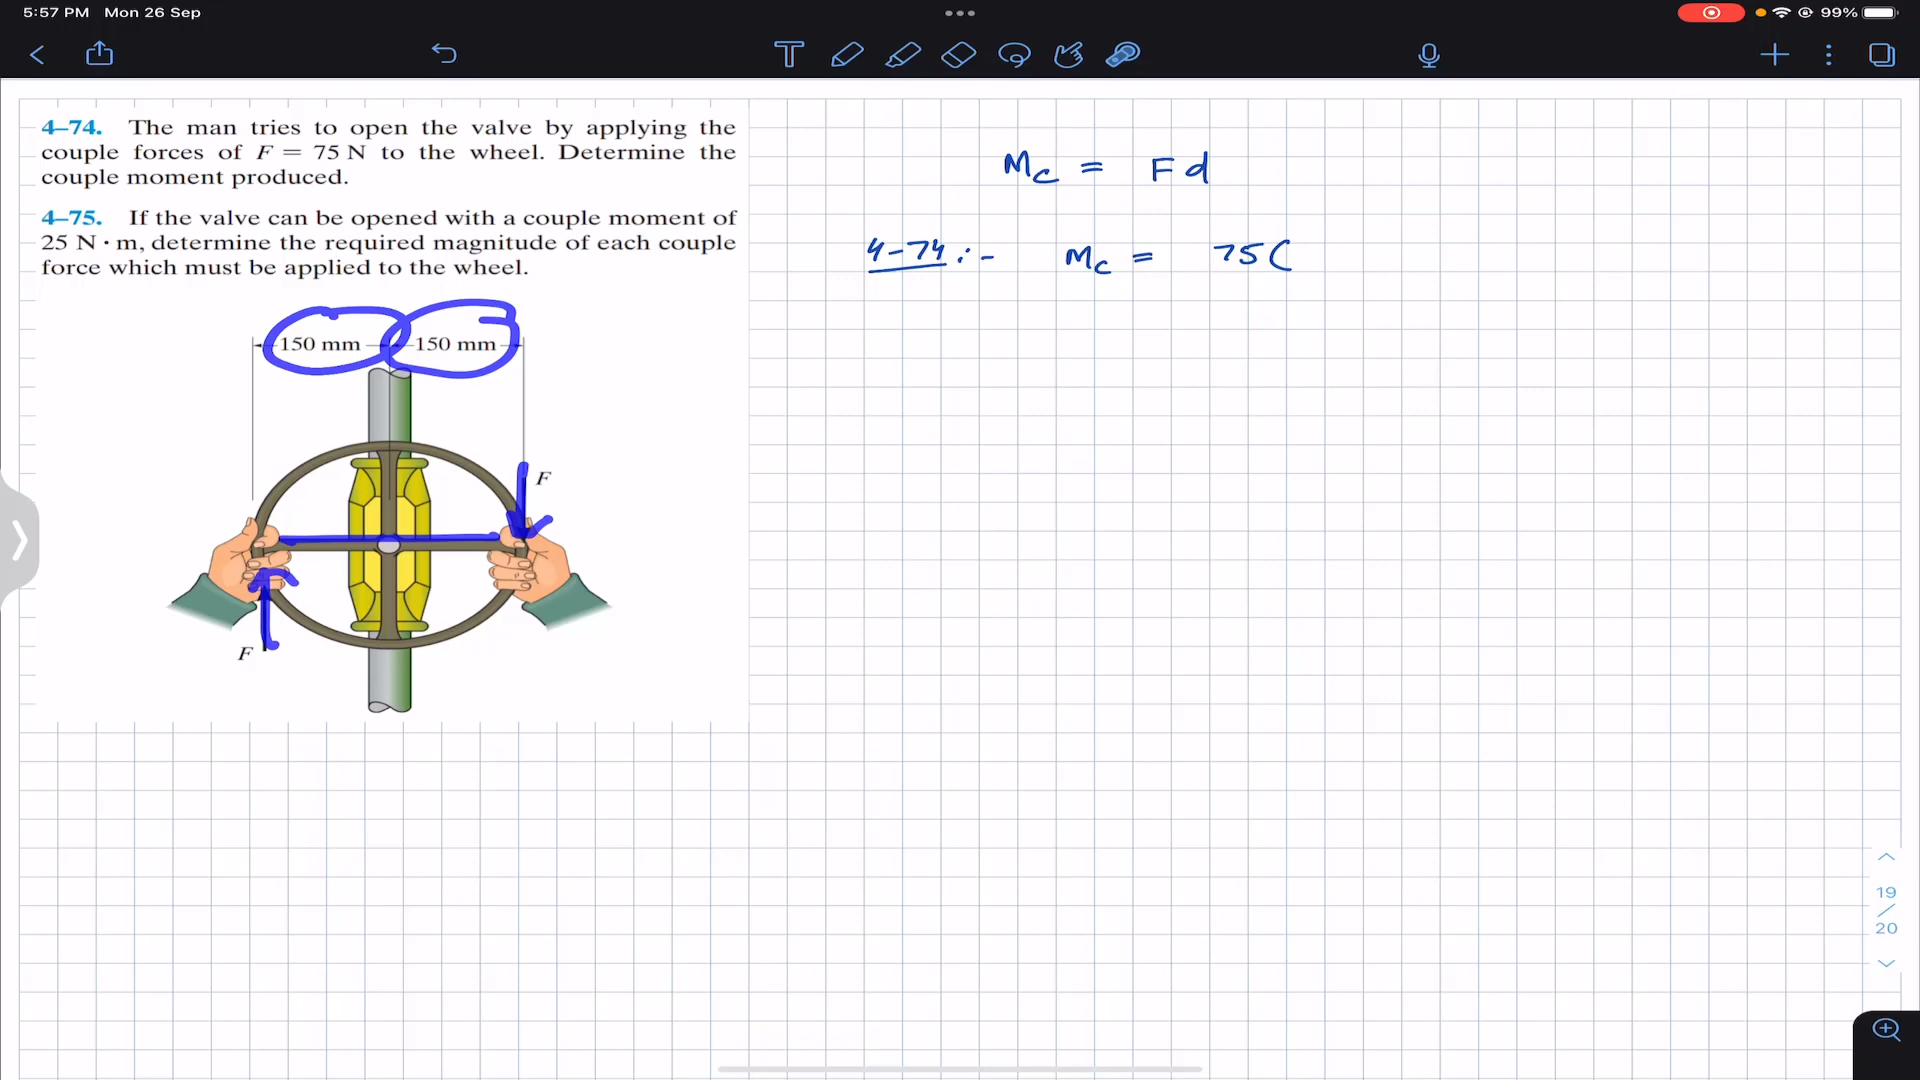 5:57 PM Mon 26 Sep
99%
4–74. The man tries to open the valve by applying the
couple forces of F = 75 N to the wheel. Determine the
couple moment produced.
4–75. If the valve can be opened with a couple moment of
25 N · m, determine the required magnitude of each couple
force which must be applied to the wheel.
150 mm 150 mm
F
F
Mc = Fd
4-74 :- Mc = 75(
19
/
20